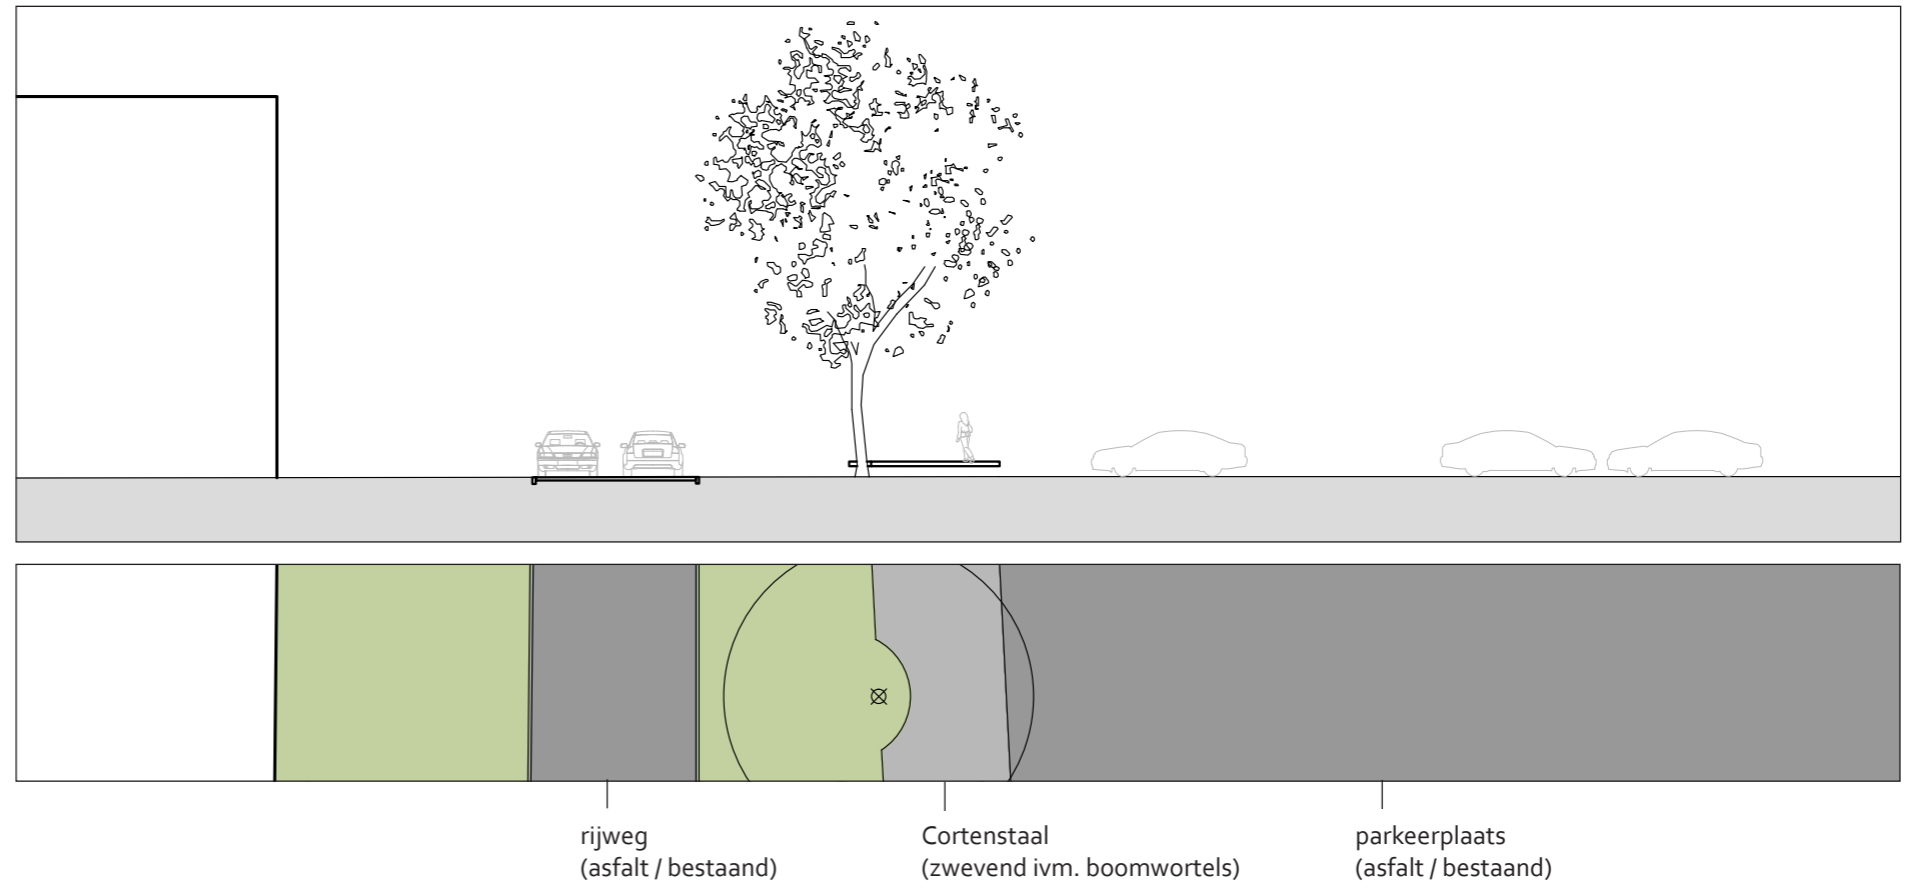 rijweg
(asfalt / bestaand)
Cortenstaal
(zwevend ivm. boomwortels)
parkeerplaats
(asfalt / bestaand)